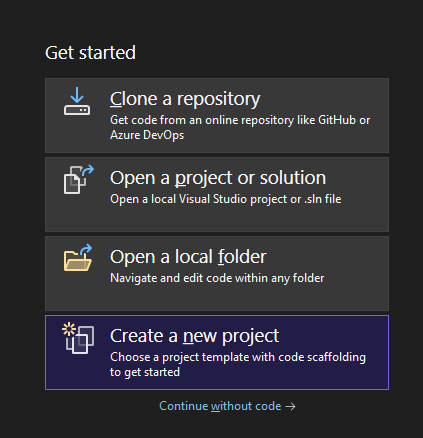 Get started
Clone a repository
Get code from an online repository like GitHub or
Azure DevOps
Open a project or solution
Open a local Visual Studio project or .sln file
Open a local folder
Navigate and edit code within any folder
Create a new project
Choose a project template with code scaffolding
to get started
Continue without code →